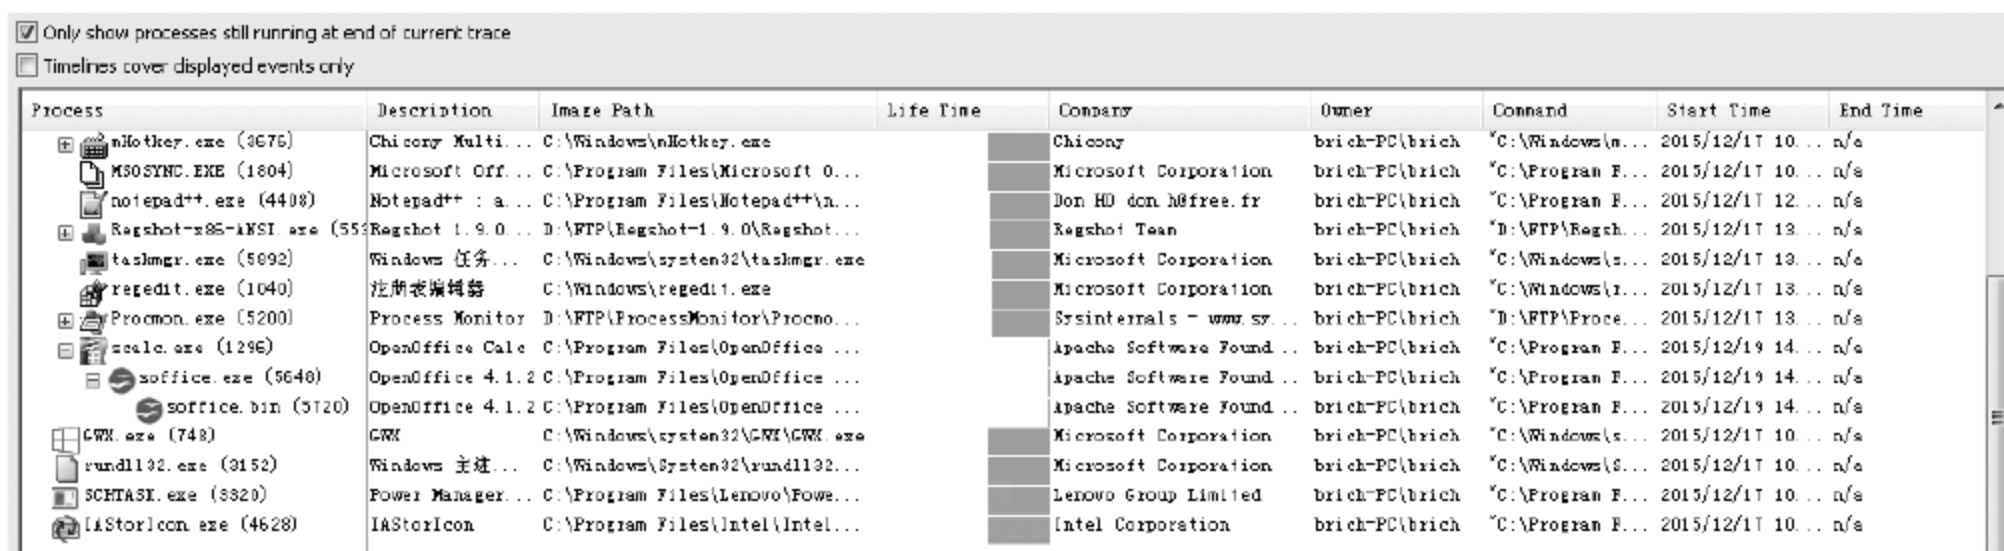 Only show processes still running at end of current trace
Timelines cover displayed events only
Process Description Image Path Life Time Company Owner Command Start Time End Time
mHotkey.exe (3676) Chicony Multi... C:\Windows\mHotkey.exe Chicony brich-PC\brich "C:\Windows\m... 2015/12/17 10... n/a
MSOSYNC.EXE (1804) Microsoft Off... C:\Program Files\Microsoft O... Microsoft Corporation brich-PC\brich "C:\Program F... 2015/12/17 10... n/a
notepad++.exe (4408) Notepad++ : a... C:\Program Files\Notepad++\n... Don HO don.h@free.fr brich-PC\brich "C:\Program F... 2015/12/17 12... n/a
Regshot-x86-ANSI.exe (553 Regshot 1.9.0... D:\FTP\Regshot-1.9.0\Regshot... Regshot Team brich-PC\brich "D:\FTP\Regsh... 2015/12/17 13... n/a
taskmgr.exe (5892) Windows 任务... C:\Windows\system32\taskmgr.exe Microsoft Corporation brich-PC\brich "C:\Windows\s... 2015/12/17 13... n/a
regedit.exe (1040) 注册表编辑器 C:\Windows\regedit.exe Microsoft Corporation brich-PC\brich "C:\Windows\r... 2015/12/17 13... n/a
Procmon.exe (5200) Process Monitor D:\FTP\ProcessMonitor\Procmo... Sysinternals - www.sy... brich-PC\brich "D:\FTP\Proce... 2015/12/17 13... n/a
scalc.exe (1296) OpenOffice Calc C:\Program Files\OpenOffice ... Apache Software Found... brich-PC\brich "C:\Program F... 2015/12/19 14... n/a
soffice.exe (5648) OpenOffice 4.1.2 C:\Program Files\OpenOffice ... Apache Software Found... brich-PC\brich "C:\Program F... 2015/12/19 14... n/a
soffice.bin (5720) OpenOffice 4.1.2 C:\Program Files\OpenOffice ... Apache Software Found... brich-PC\brich "C:\Program F... 2015/12/19 14... n/a
GWX.exe (748) GWX C:\Windows\system32\GWX\GWX.exe Microsoft Corporation brich-PC\brich "C:\Windows\s... 2015/12/17 10... n/a
rundll32.exe (3152) Windows 主进... C:\Windows\System32\rundll32... Microsoft Corporation brich-PC\brich "C:\Windows\S... 2015/12/17 10... n/a
SCHTASK.exe (3320) Power Manager... C:\Program Files\Lenovo\Powe... Lenovo Group Limited brich-PC\brich "C:\Program F... 2015/12/17 10... n/a
IAStorIcon.exe (4628) IAStorIcon C:\Program Files\Intel\Intel... Intel Corporation brich-PC\brich "C:\Program F... 2015/12/17 10... n/a